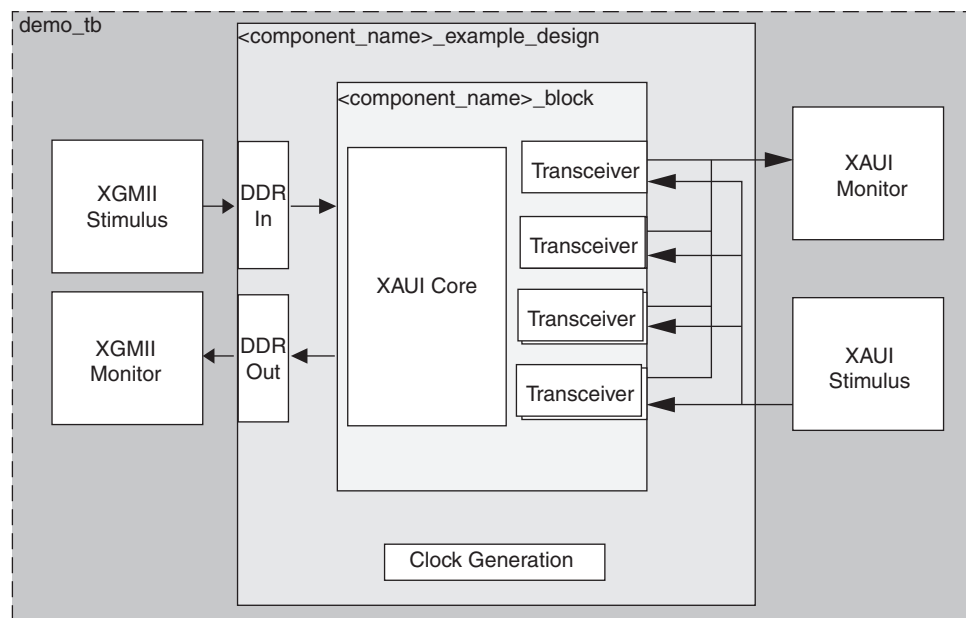 demo_tb
<component_name>_example_design
<component_name>_block
XGMII
Stimulus
DDR
In
XAUI Core
Transceiver
Transceiver
Transceiver
Transceiver
XAUI
Monitor
XGMII
Monitor
DDR
Out
XAUI
Stimulus
Clock Generation